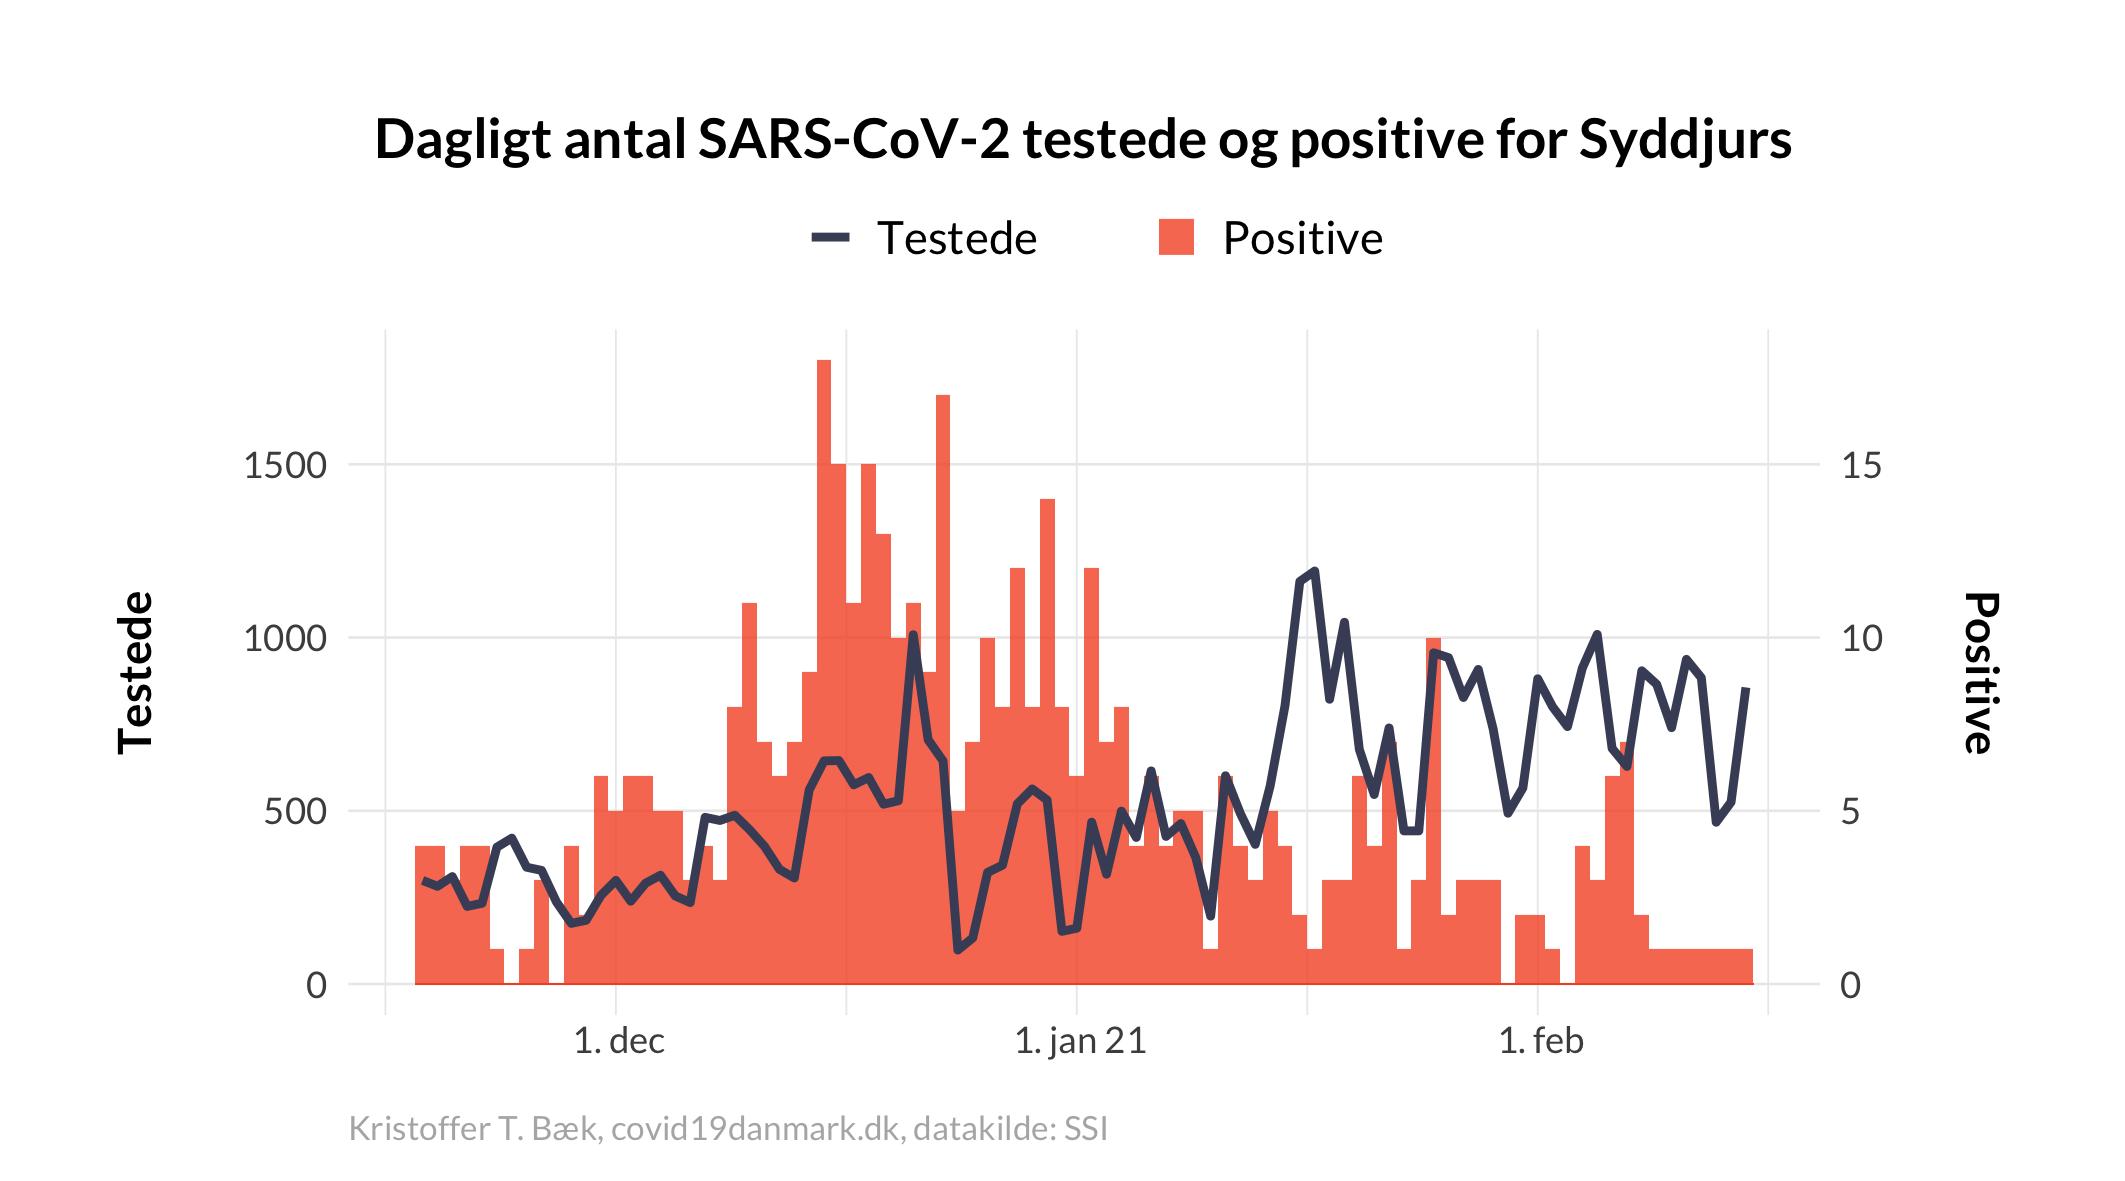 Dagligt antal SARS-CoV-2 testede og positive for Syddjurs
Testede Positive
Testede
1500
1000
500
0
15
10
5
0
Positive
1. dec 1. jan 21 1. feb
Kristoffer T. Bæk, covid19danmark.dk, datakilde: SSI